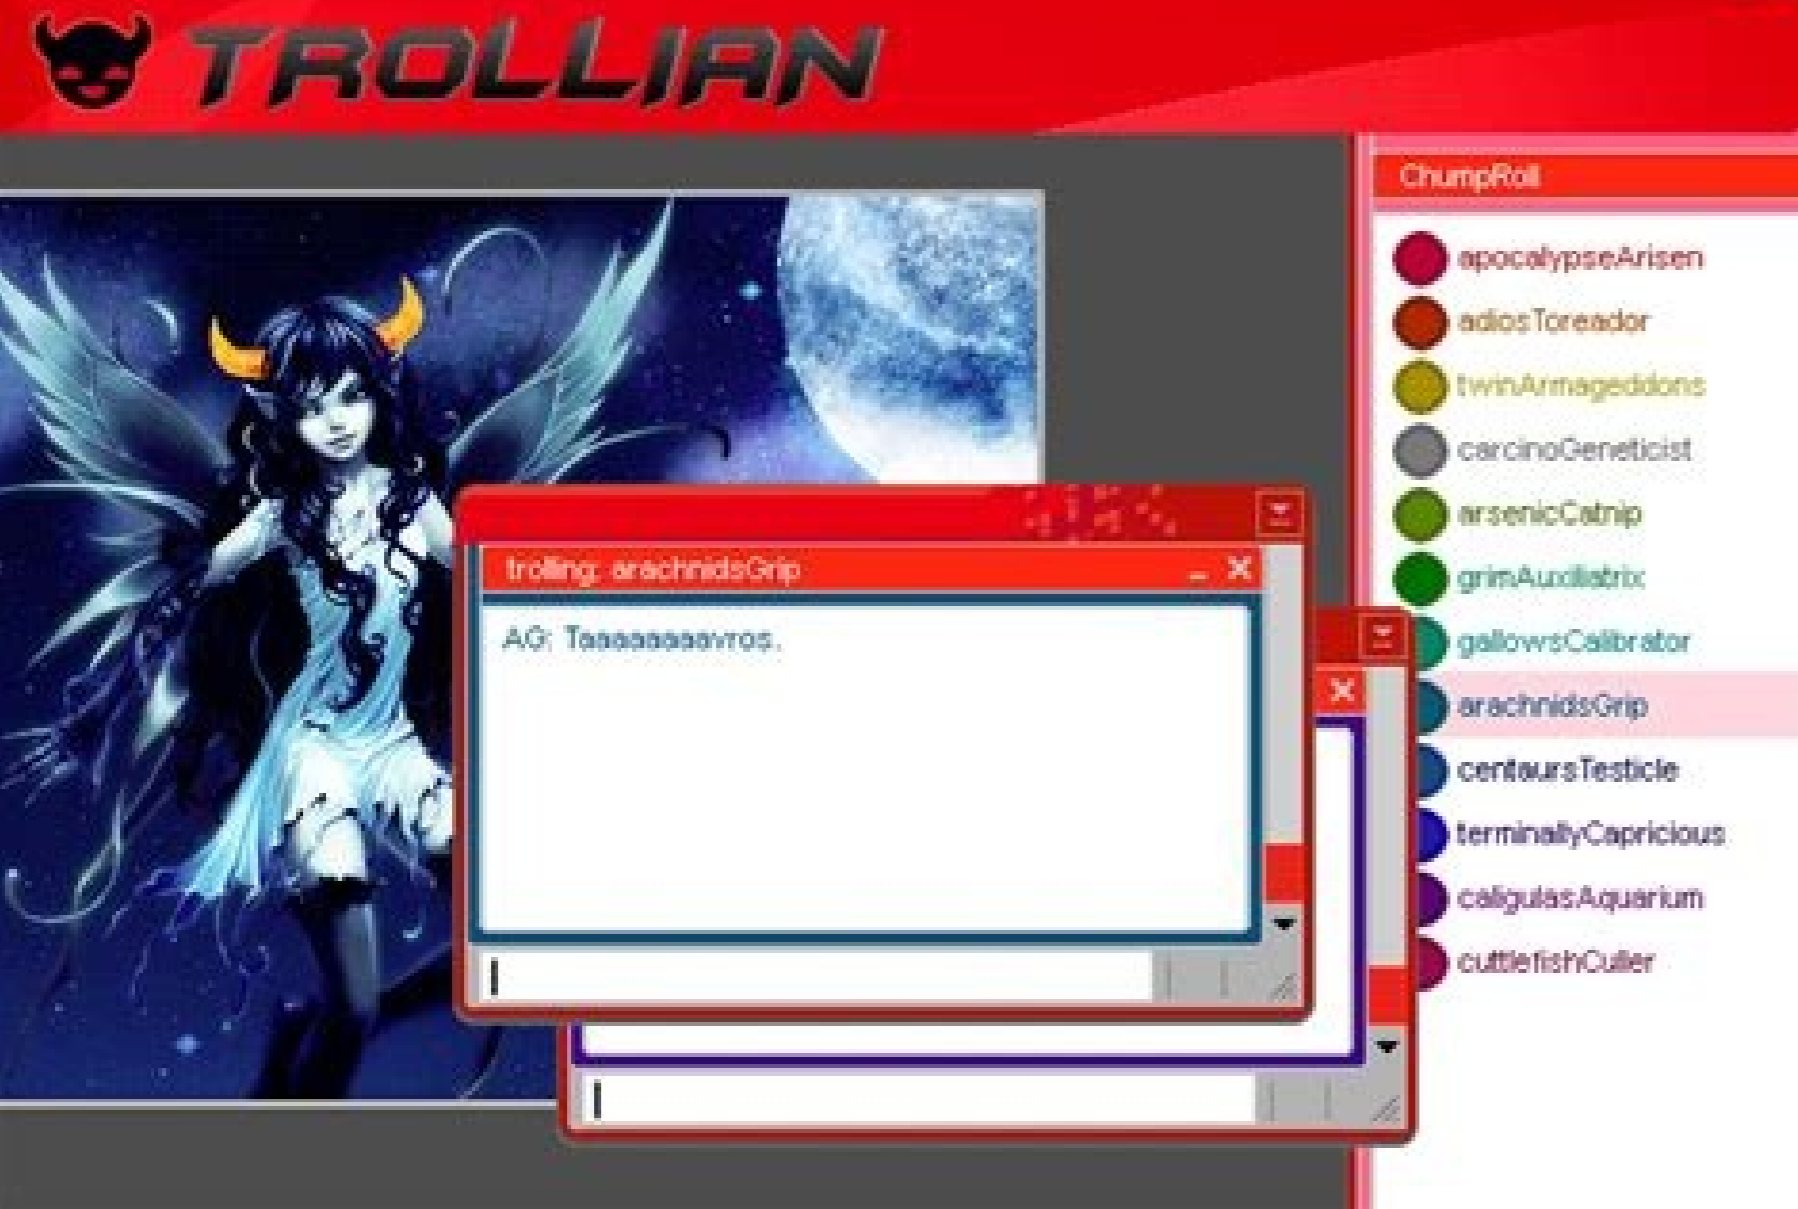 TROLLIAN
ChumpRoll
apocalypseArisen
adiosToreador
twinArmageddons
carcinoGeneticist
arsenicCatnip
grimAuxiliatrix
gallowsCalibrator
arachnidsGrip
centaursTesticle
terminallyCapricious
caligulasAquarium
cuttlefishCuller
trolling: arachnidsGrip
AG: Taaaaaaaavros.